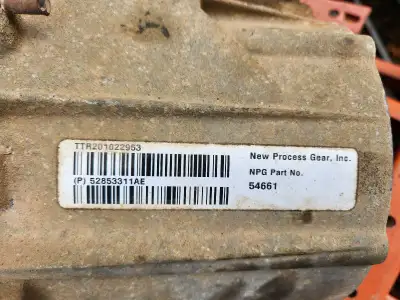 TTR201022953
(P) 52853311AE
New Process Gear, Inc.
NPG Part No.
54661